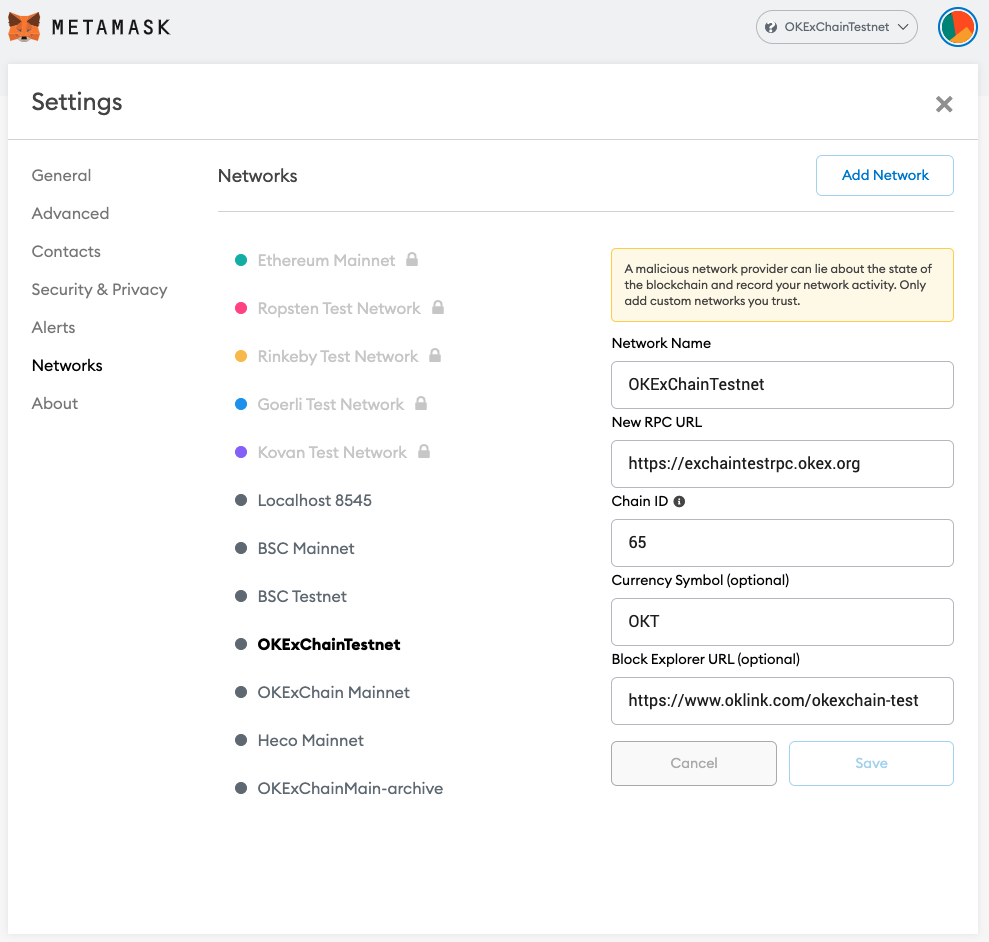 METAMASK
OKExChainTestnet
Settings
General
Advanced
Contacts
Security & Privacy
Alerts
Networks
About
Networks
Add Network
Ethereum Mainnet
Ropsten Test Network
Rinkeby Test Network
Goerli Test Network
Kovan Test Network
Localhost 8545
BSC Mainnet
BSC Testnet
OKExChainTestnet
OKExChain Mainnet
Heco Mainnet
OKExChainMain-archive
A malicious network provider can lie about the state of
the blockchain and record your network activity. Only
add custom networks you trust.
Network Name
OKExChainTestnet
New RPC URL
https://exchaintestrpc.okex.org
Chain ID
65
Currency Symbol (optional)
OKT
Block Explorer URL (optional)
https://www.oklink.com/okexchain-test
Cancel
Save